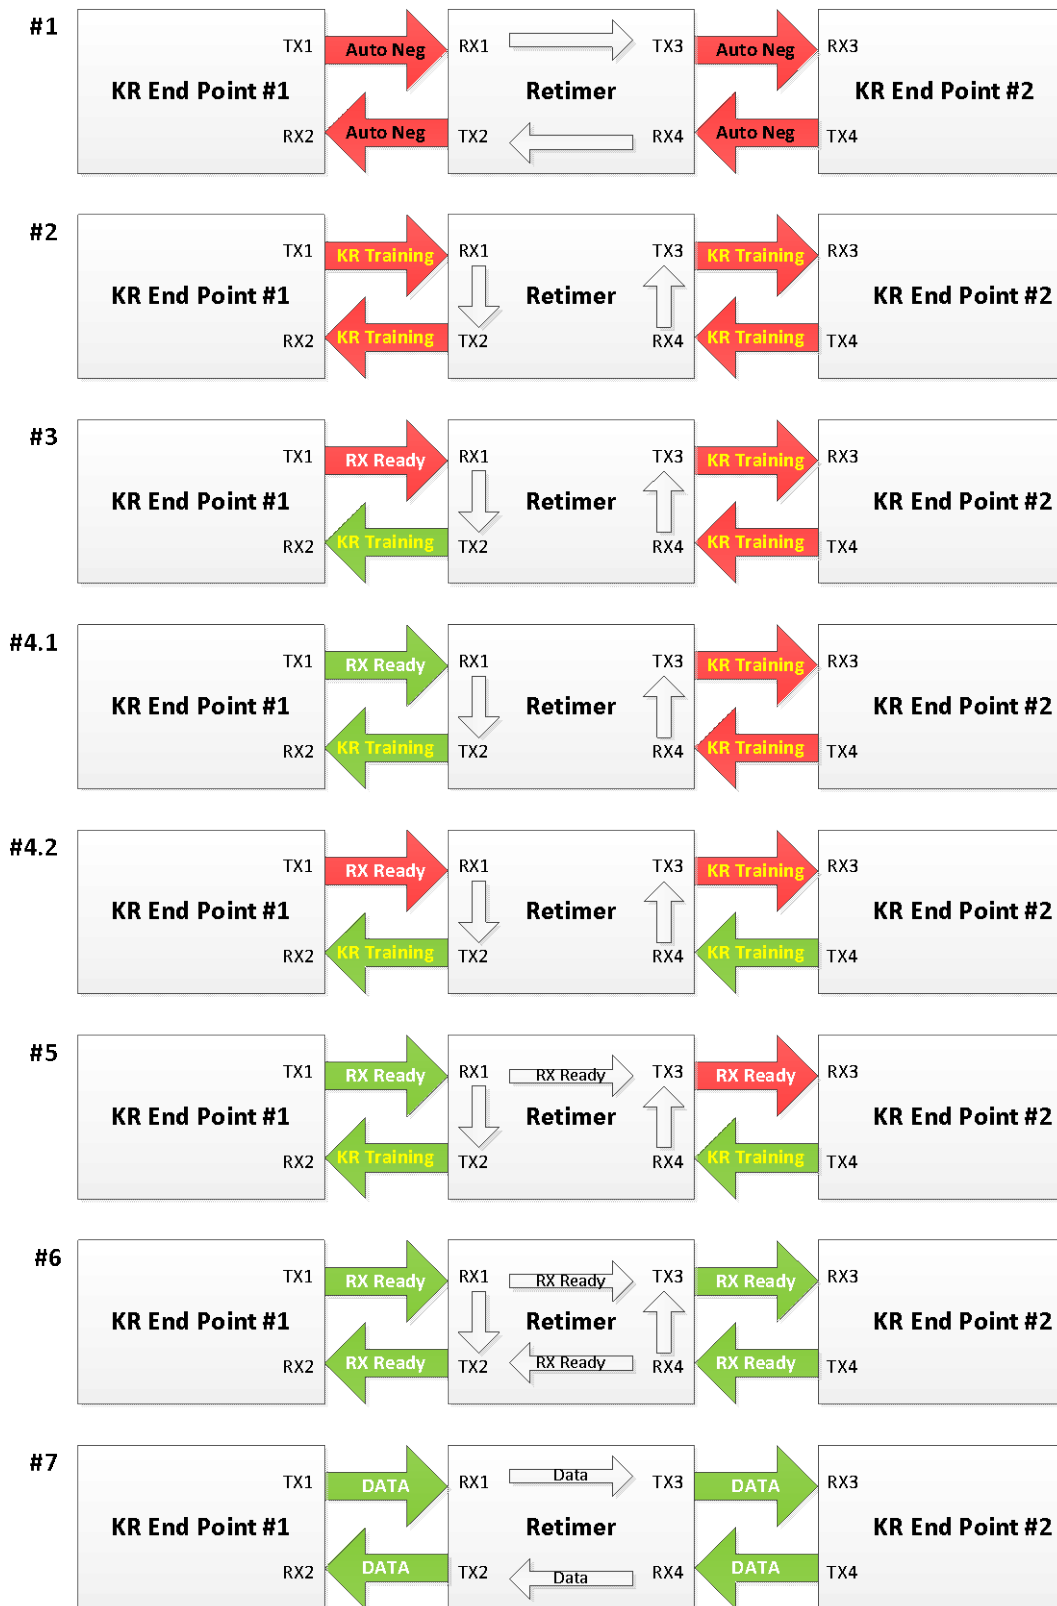 #1
TX1 Auto Neg RX1 TX3 Auto Neg RX3
KR End Point #1 Retimer KR End Point #2
RX2 Auto Neg TX2 RX4 Auto Neg TX4
#2
TX1 KR Training RX1 TX3 KR Training RX3
KR End Point #1 Retimer KR End Point #2
RX2 KR Training TX2 RX4 KR Training TX4
#3
TX1 RX Ready RX1 TX3 KR Training RX3
KR End Point #1 Retimer KR End Point #2
RX2 KR Training TX2 RX4 KR Training TX4
#4.1
TX1 RX Ready RX1 TX3 KR Training RX3
KR End Point #1 Retimer KR End Point #2
RX2 KR Training TX2 RX4 KR Training TX4
#4.2
TX1 RX Ready RX1 TX3 KR Training RX3
KR End Point #1 Retimer KR End Point #2
RX2 KR Training TX2 RX4 KR Training TX4
#5
TX1 RX Ready RX1 RX Ready TX3 RX Ready RX3
KR End Point #1 Retimer KR End Point #2
RX2 KR Training TX2 RX4 KR Training TX4
#6
TX1 RX Ready RX1 RX Ready TX3 RX Ready RX3
KR End Point #1 Retimer KR End Point #2
RX2 RX Ready TX2 RX Ready RX4 RX Ready TX4
#7
TX1 DATA RX1 Data TX3 DATA RX3
KR End Point #1 Retimer KR End Point #2
RX2 DATA TX2 Data RX4 DATA TX4